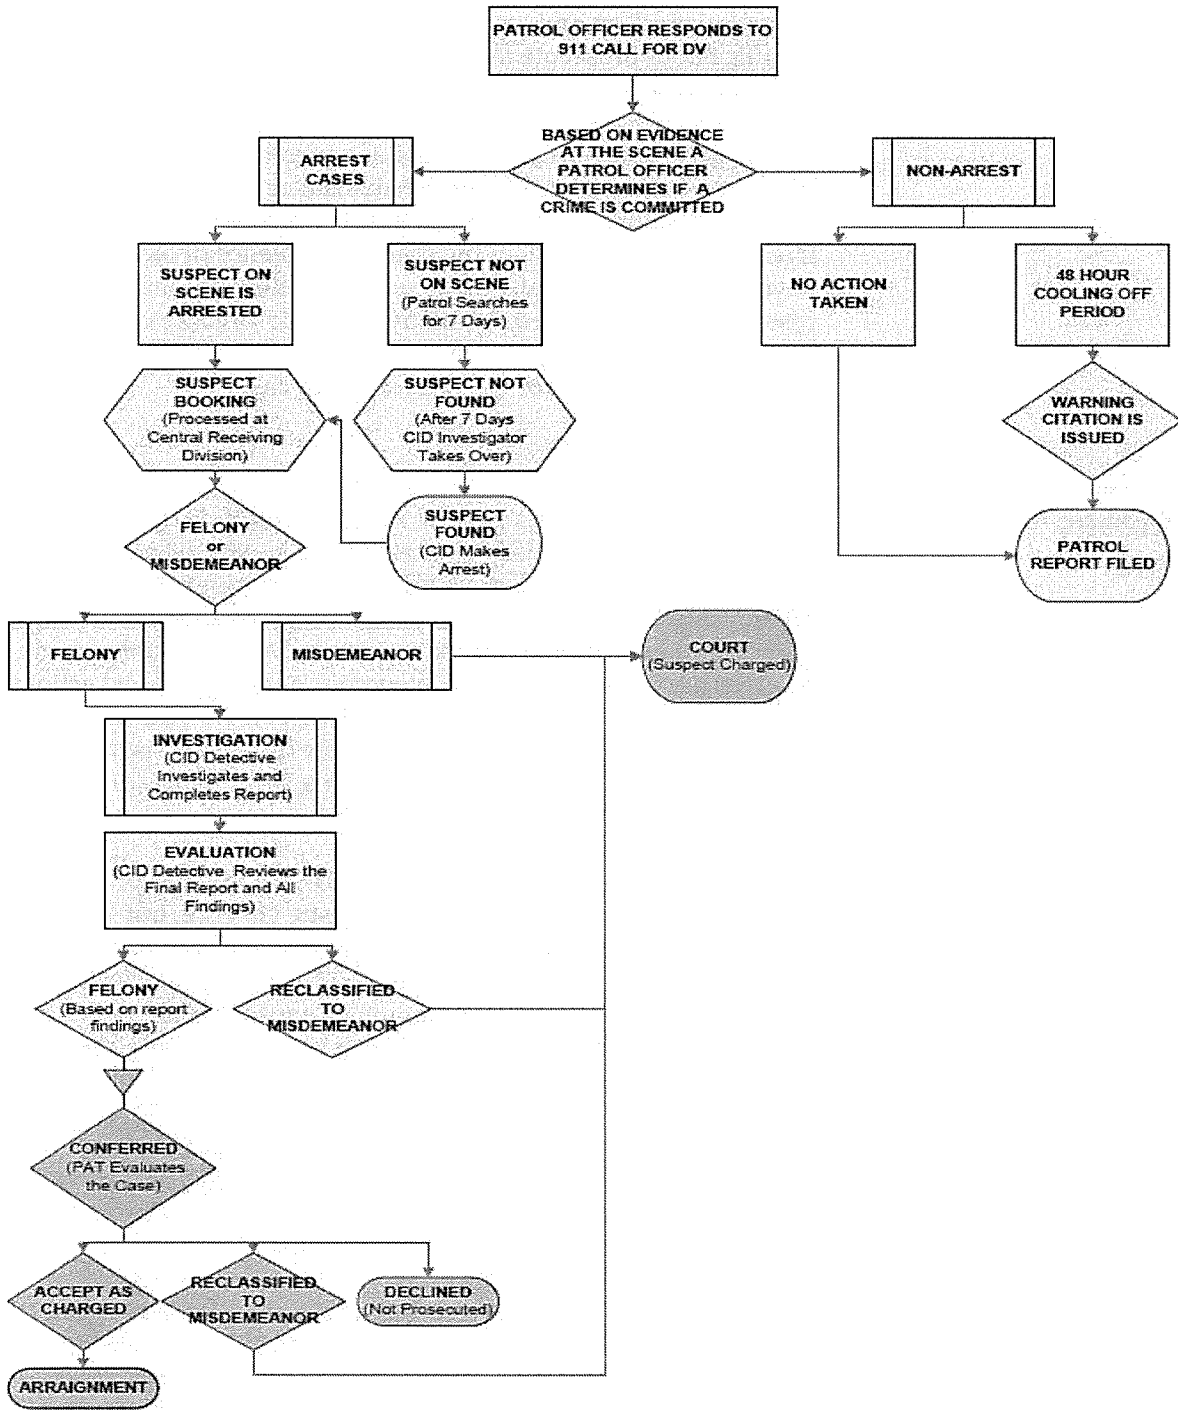 PATROL OFFICER RESPONDS TO
911 CALL FOR DV
BASED ON EVIDENCE
AT THE SCENE A
PATROL OFFICER
DETERMINES IF A
CRIME IS COMMITTED
ARREST
CASES
NON-ARREST
SUSPECT ON
SCENE IS
ARRESTED
SUSPECT NOT
ON SCENE
(Patrol Searches
for 7 Days)
NO ACTION
TAKEN
48 HOUR
COOLING OFF
PERIOD
SUSPECT
BOOKING
(Processed at
Central Receiving
Division)
SUSPECT NOT
FOUND
(After 7 Days
CID Investigator
Takes Over)
WARNING
CITATION IS
ISSUED
FELONY
or
MISDEMEANOR
SUSPECT
FOUND
(CID Makes
Arrest)
PATROL
REPORT FILED
FELONY
MISDEMEANOR
COURT
(Suspect Charged)
INVESTIGATION
(CID Detective
Investigates and
Completes Report)
EVALUATION
(CID Detective Reviews the
Final Report and All
Findings)
FELONY
(Based on report
findings)
RECLASSIFIED
TO
MISDEMEANOR
CONFERRED
(PAT Evaluates
the Case)
ACCEPT AS
CHARGED
RECLASSIFIED
TO
MISDEMEANOR
DECLINED
(Not Prosecuted)
ARRAIGNMENT